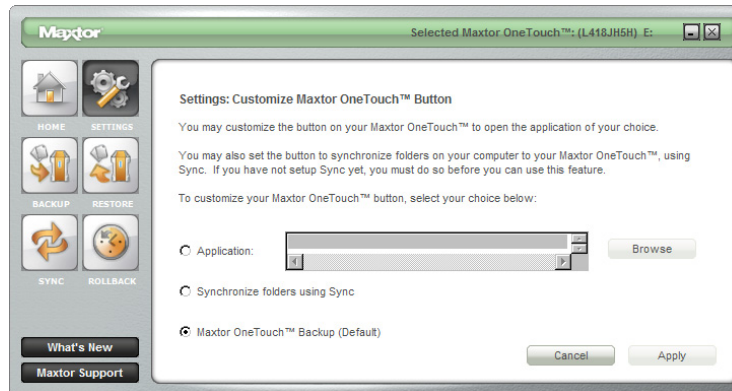 Maxtor
Selected Maxtor OneTouch™: (L418JH5H) E:
HOME
SETTINGS
BACKUP
RESTORE
SYNC
ROLLBACK
What's New
Maxtor Support
Settings: Customize Maxtor OneTouch™ Button
You may customize the button on your Maxtor OneTouch™ to open the application of your choice.
You may also set the button to synchronize folders on your computer to your Maxtor OneTouch™, using
Sync. If you have not setup Sync yet, you must do so before you can use this feature.
To customize your Maxtor OneTouch™ button, select your choice below:
Application:
Browse
Synchronize folders using Sync
Maxtor OneTouch™ Backup (Default)
Cancel
Apply